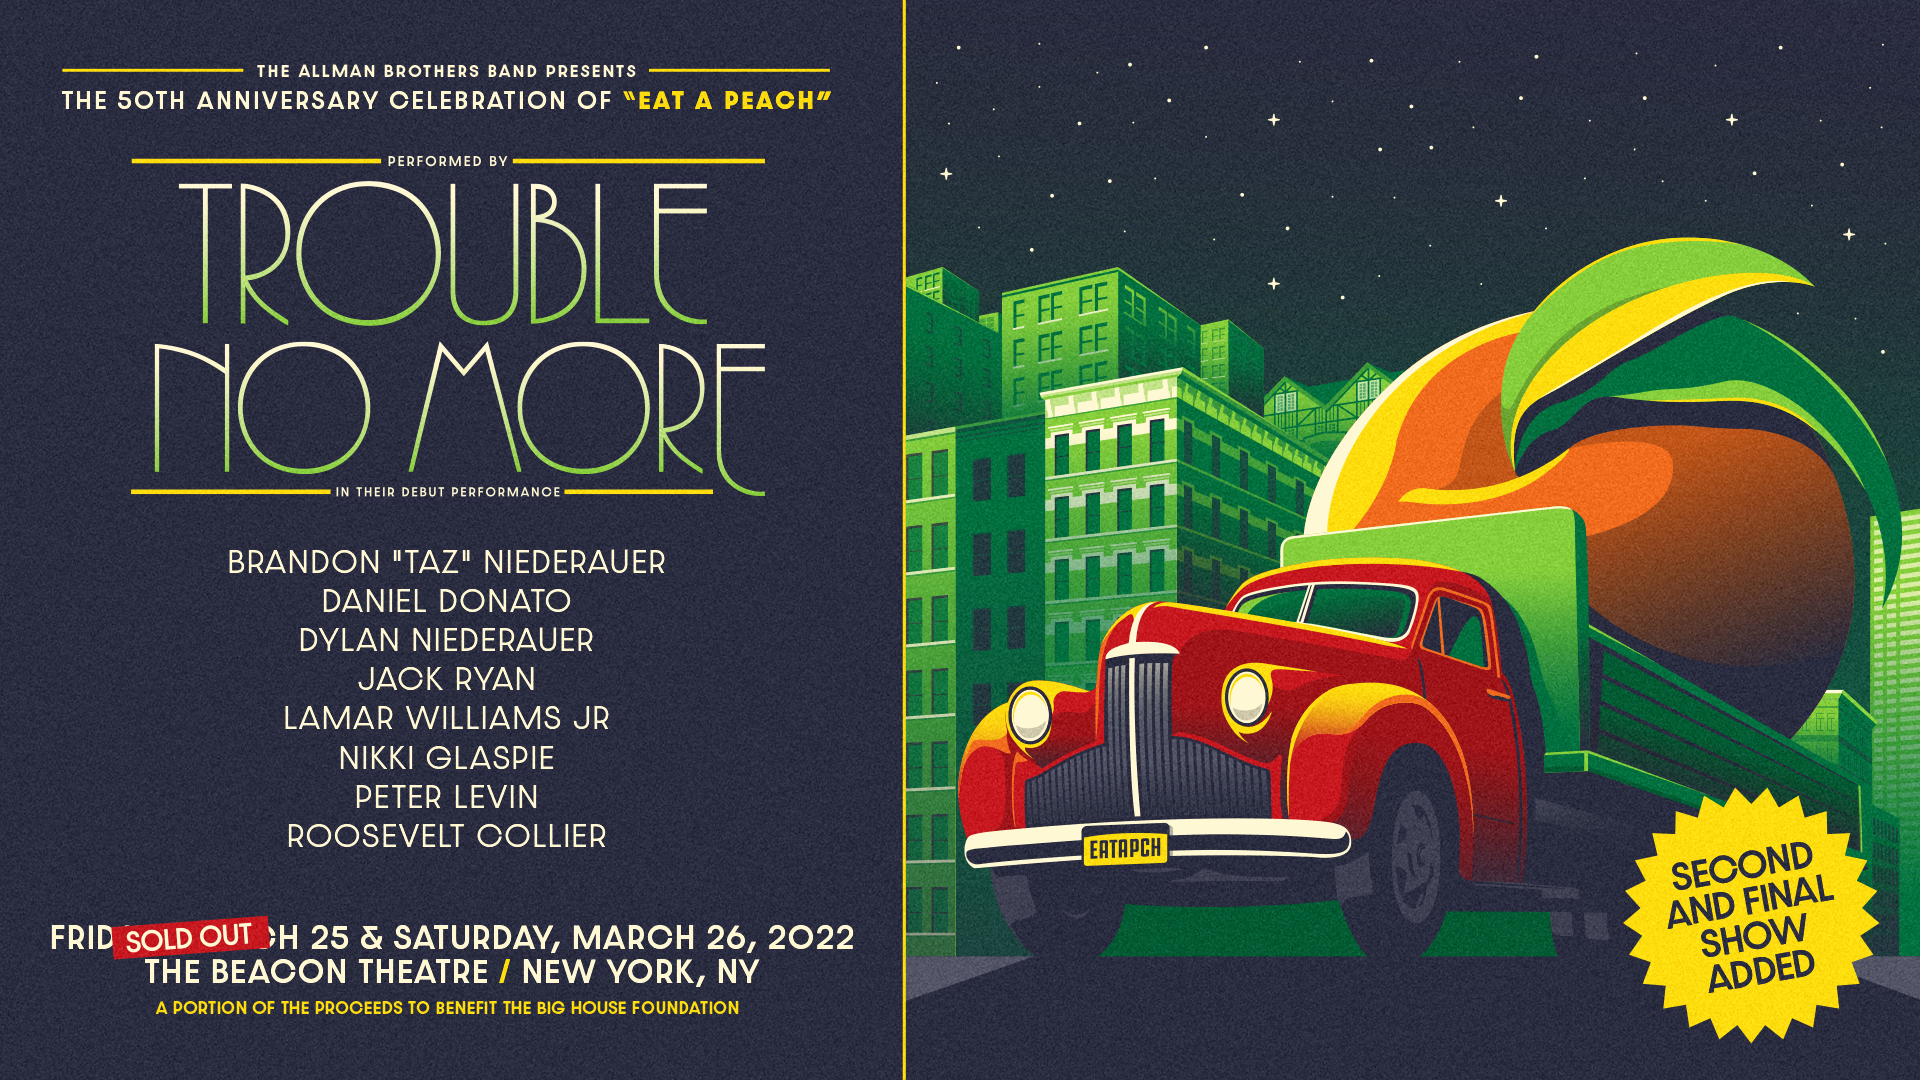 THE ALLMAN BROTHERS BAND PRESENTS
THE 50TH ANNIVERSARY CELEBRATION OF "EAT A PEACH"
PERFORMED BY
TROUBLE
NO MORE
IN THEIR DEBUT PERFORMANCE
BRANDON "TAZ" NIEDERAUER
DANIEL DONATO
DYLAN NIEDERAUER
JACK RYAN
LAMAR WILLIAMS JR
NIKKI GLASPIE
PETER LEVIN
ROOSEVELT COLLIER
SOLD OUT
25 & SATURDAY, MARCH 26, 2022
THE BEACON THEATRE / NEW YORK, NY
A PORTION OF THE PROCEEDS TO BENEFIT THE BIG HOUSE FOUNDATION
EATAPCH
SECOND
AND FINAL
SHOW
ADDED